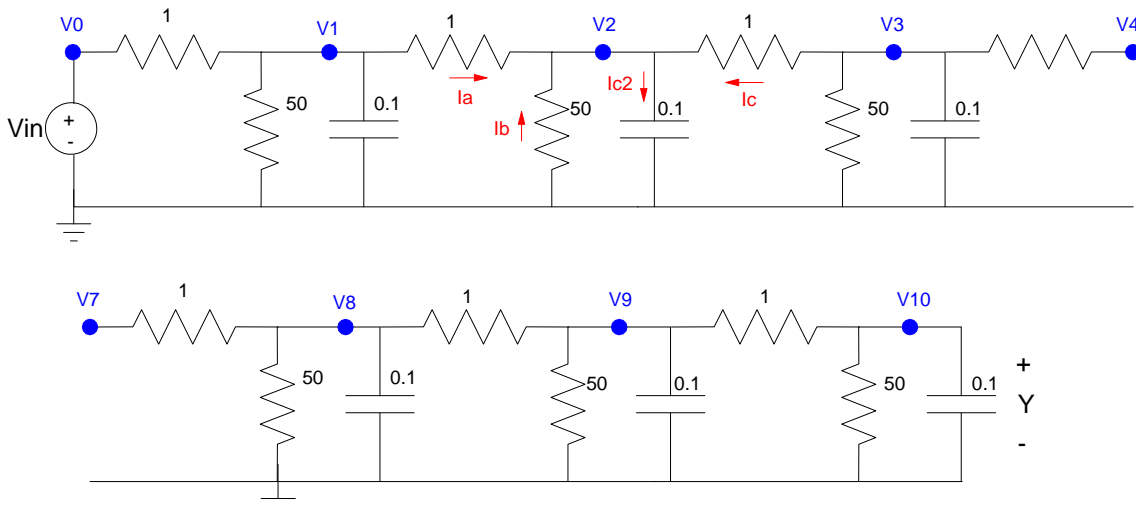 1 1 1
V0 V1 V2 V3 V4
Ia Ic2 Ic
50 0.1 50 0.1 50 0.1
Vin + Ib
-
1 1 1
V7 V8 V9 V10
50 0.1 50 0.1 50 0.1 +
Y
-